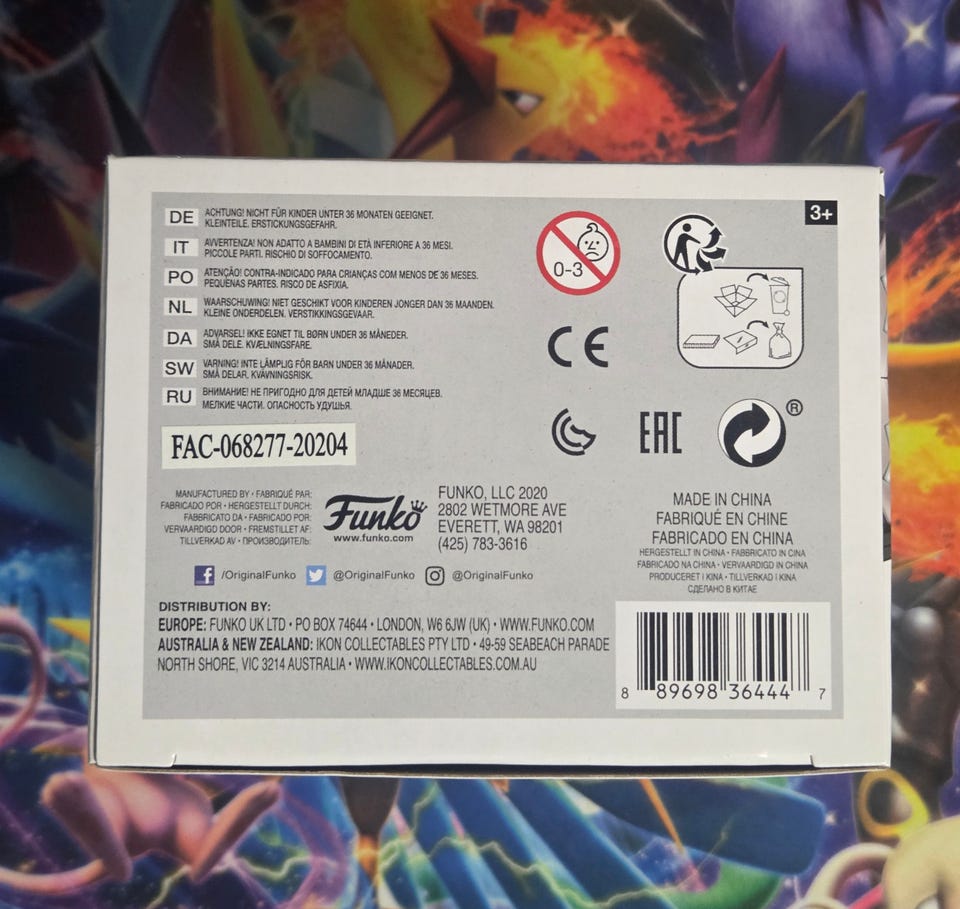 3+
DE ACHTUNG! NICHT FÜR KINDER UNTER 36 MONATEN GEEIGNET.
KLEINTEILE. ERSTICKUNGSGEFAHR.
IT AVVERTENZA! NON ADATTO A BAMBINI DI ETÀ INFERIORE A 36 MESI.
PICCOLE PARTI. RISCHIO DI SOFFOCAMENTO.
PO ATENÇÃO! CONTRA-INDICADO PARA CRIANÇAS COM MENOS DE 36 MESES.
PEQUENAS PARTES. RISCO DE ASFIXIA.
NL WAARSCHUWING! NIET GESCHIKT VOOR KINDEREN JONGER DAN 36 MAANDEN.
KLEINE ONDERDELEN. VERSTIKKINGSGEVAAR.
DA ADVARSEL! IKKE EGNET TIL BØRN UNDER 36 MÅNEDER.
SMÅ DELE. KVÆLNINGSFARE.
SW VARNING! INTE LÄMPLIG FÖR BARN UNDER 36 MÅNADER.
SMÅ DELAR. KVÄVNINGSRISK.
RU ВНИМАНИЕ! НЕ ПРИГОДНО ДЛЯ ДЕТЕЙ МЛАДШЕ 36 МЕСЯЦЕВ.
МЕЛКИЕ ЧАСТИ. ОПАСНОСТЬ УДУШЬЯ.
0-3
CE
EAC
®
FAC-068277-20204
MANUFACTURED BY • FABRIQUÉ PAR:
FABRICADO POR • HERGESTELLT DURCH:
FABBRICATO DA • FABRICADO POR:
VERVAARDIGD DOOR • FREMSTILLET AF:
TILLVERKAD AV • ПРОИЗВОДИТЕЛЬ:
Funko
www.funko.com
FUNKO, LLC 2020
2802 WETMORE AVE
EVERETT, WA 98201
(425) 783-3616
MADE IN CHINA
FABRIQUÉ EN CHINE
FABRICADO EN CHINA
HERGESTELLT IN CHINA • FABBRICATO IN CINA
FABRICADO NA CHINA • VERVAARDIGD IN CHINA
PRODUCERET I KINA • TILLVERKAD I KINA
СДЕЛАНО В КИТАЕ
/OriginalFunko @OriginalFunko @OriginalFunko
DISTRIBUTION BY:
EUROPE: FUNKO UK LTD • PO BOX 74644 • LONDON, W6 6JW (UK) • WWW.FUNKO.COM
AUSTRALIA & NEW ZEALAND: IKON COLLECTABLES PTY LTD • 49-59 SEABEACH PARADE
NORTH SHORE, VIC 3214 AUSTRALIA • WWW.IKONCOLLECTABLES.COM.AU
8 89698 36444 7